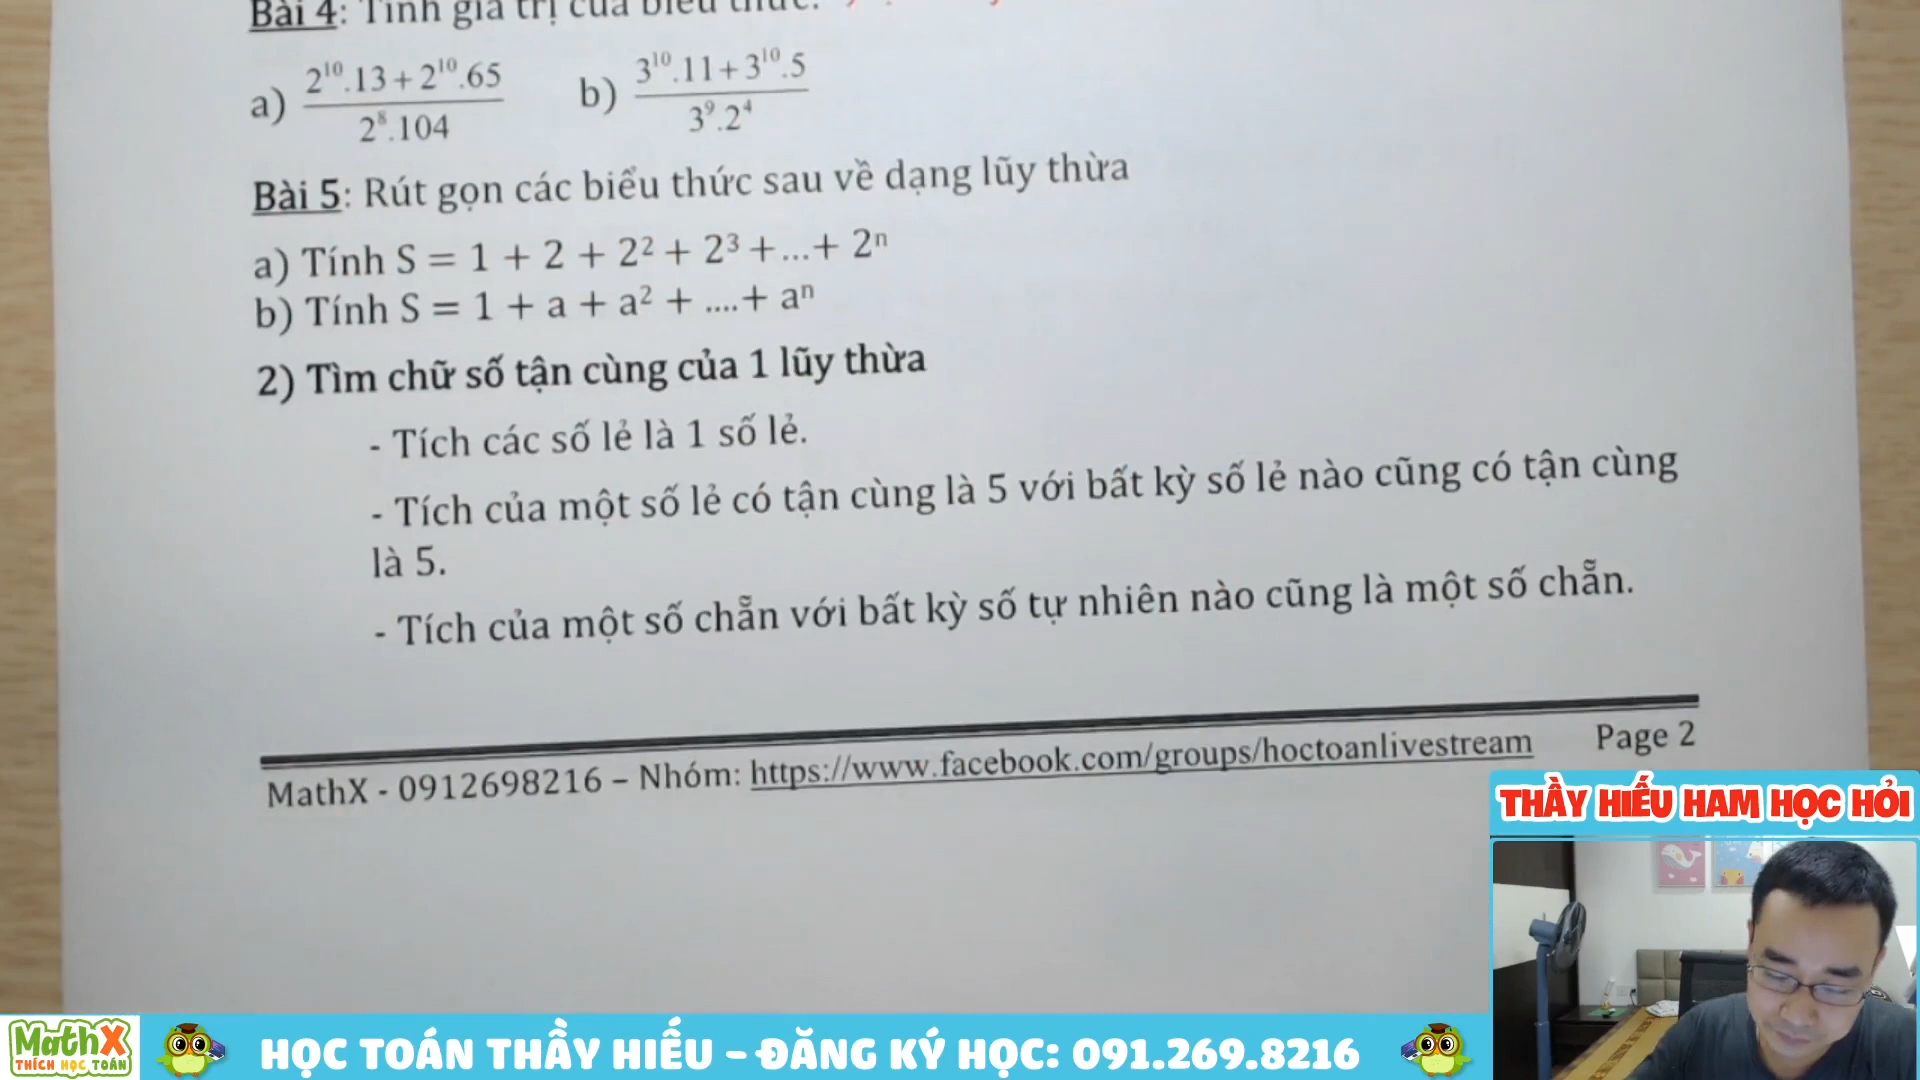 Bài 4: Tính giá trị của biểu thức:
a) \frac{2^{10}.13+2^{10}.65}{2^{8}.104} b) \frac{3^{10}.11+3^{10}.5}{3^{9}.2^{4}}
Bài 5: Rút gọn các biểu thức sau về dạng lũy thừa
a) Tính S = 1 + 2 + 2² + 2³ +...+ 2ⁿ
b) Tính S = 1 + a + a² + ....+ aⁿ
2) Tìm chữ số tận cùng của 1 lũy thừa
- Tích các số lẻ là 1 số lẻ.
- Tích của một số lẻ có tận cùng là 5 với bất kỳ số lẻ nào cũng có tận cùng
là 5.
- Tích của một số chẵn với bất kỳ số tự nhiên nào cũng là một số chẵn.
MathX - 0912698216 – Nhóm: https://www.facebook.com/groups/hoctoanlivestream Page 2
THẦY HIẾU HAM HỌC HỎI
MathX
THÍCH HỌC TOÁN
HỌC TOÁN THẦY HIẾU - ĐĂNG KÝ HỌC: 091.269.8216